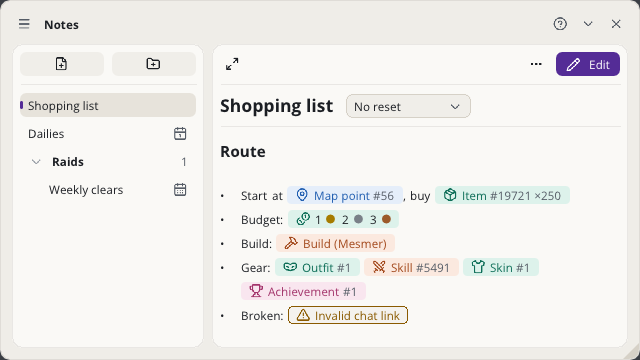 Notes
Edit
Shopping list
Dailies
Raids 1
Weekly clears
Shopping list No reset
Route
• Start at Map point #56 , buy Item #19721 ×250
• Budget: 1 2 3
• Build: Build (Mesmer)
• Gear: Outfit #1 Skill #5491 Skin #1
Achievement #1
• Broken: Invalid chat link